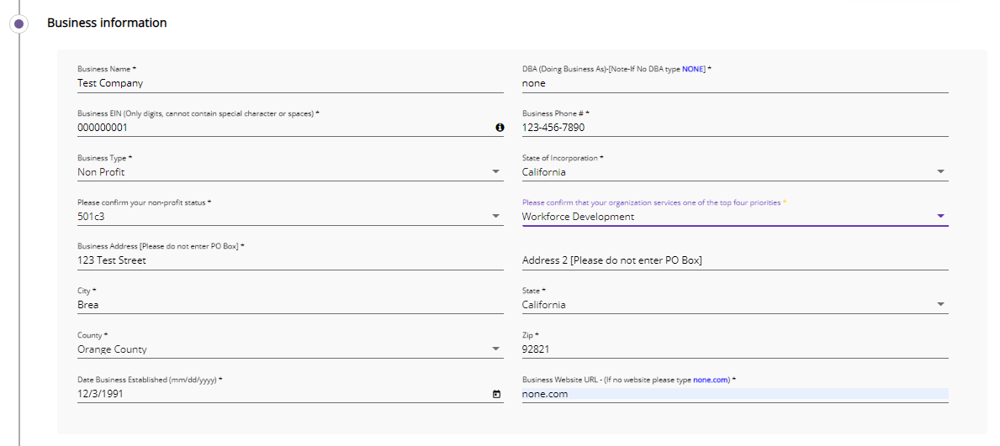 Business information
Business Name *
Test Company
DBA (Doing Business As)-[Note-If No DBA type NONE] *
none
Business EIN (Only digits, cannot contain special character or spaces) *
000000001
Business Phone # *
123-456-7890
Business Type *
Non Profit
State of Incorporation *
California
Please confirm your non-profit status *
501c3
Please confirm that your organization services one of the top four priorities *
Workforce Development
Business Address [Please do not enter PO Box] *
123 Test Street
Address 2 [Please do not enter PO Box]
City *
Brea
State *
California
County *
Orange County
Zip *
92821
Date Business Established (mm/dd/yyyy) *
12/3/1991
Business Website URL - (If no website please type none.com) *
none.com